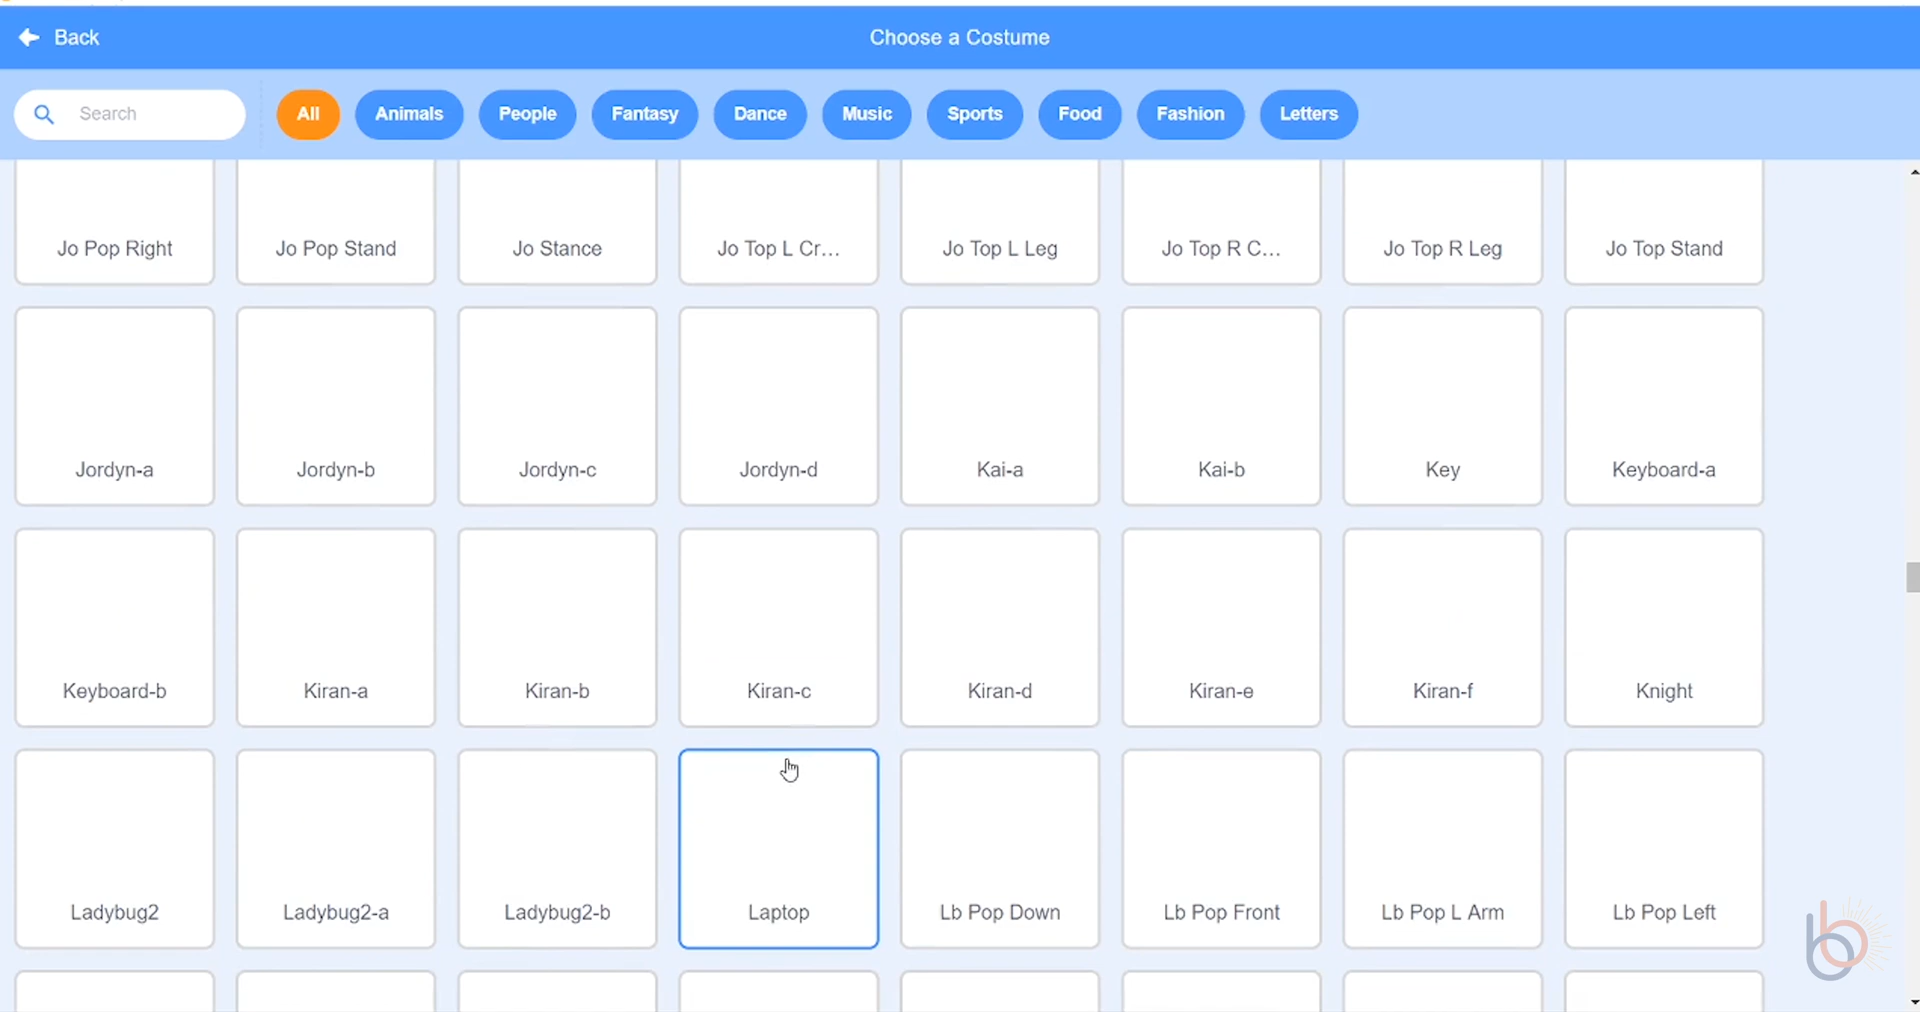 Back
Choose a Costume
Search
All
Animals
People
Fantasy
Dance
Music
Sports
Food
Fashion
Letters
Jo Pop Right
Jo Pop Stand
Jo Stance
Jo Top L Cr...
Jo Top L Leg
Jo Top R C...
Jo Top R Leg
Jo Top Stand
Jordyn-a
Jordyn-b
Jordyn-c
Jordyn-d
Kai-a
Kai-b
Key
Keyboard-a
Keyboard-b
Kiran-a
Kiran-b
Kiran-c
Kiran-d
Kiran-e
Kiran-f
Knight
Ladybug2
Ladybug2-a
Ladybug2-b
Laptop
Lb Pop Down
Lb Pop Front
Lb Pop L Arm
Lb Pop Left